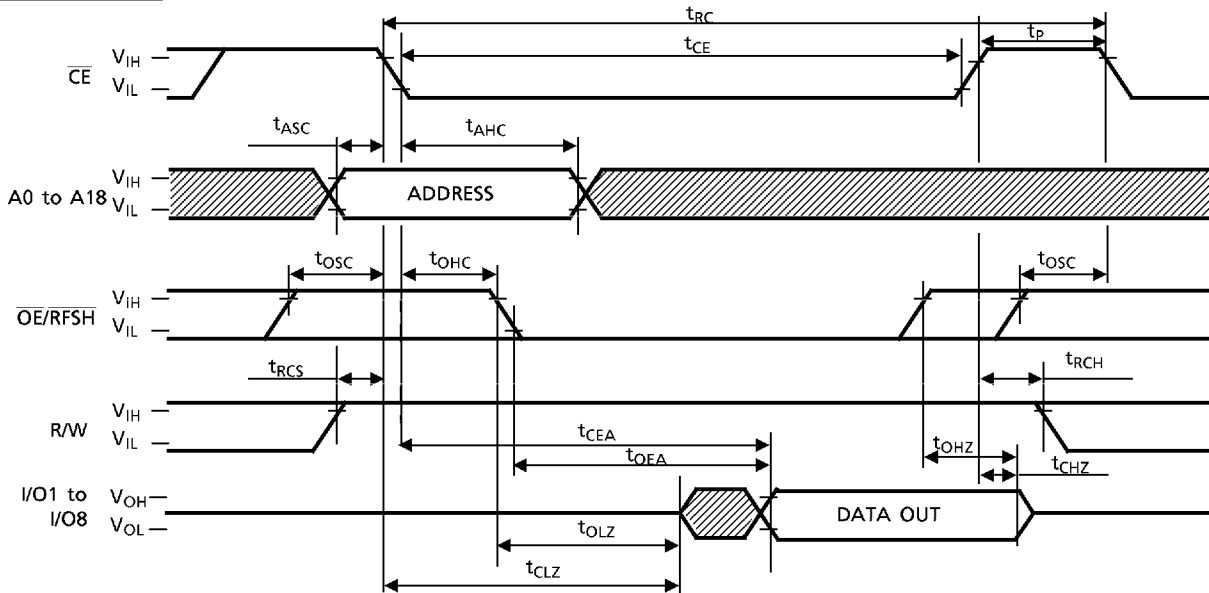 tRC
tP
tCE
CE
VIH
VIL
tASC
tAHC
A0 to A18
VIH
VIL
ADDRESS
tOSC
tOHC
tOSC
OE/RFSH
VIH
VIL
tRCS
tRCH
R/W
VIH
VIL
tCEA
tOEA
tOHZ
tCHZ
I/O1 to
I/O8
VOH
VOL
DATA OUT
tOLZ
tCLZ